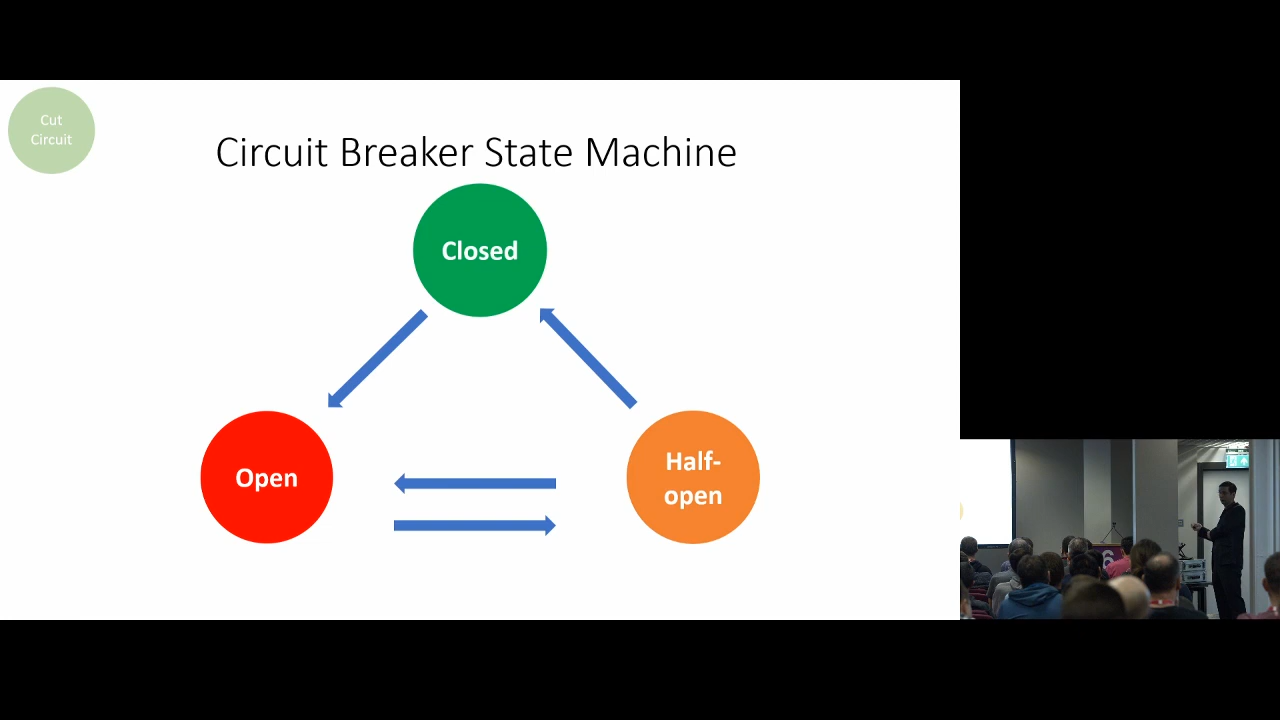 Cut
Circuit
Circuit Breaker State Machine
Closed
Open
Half-
open